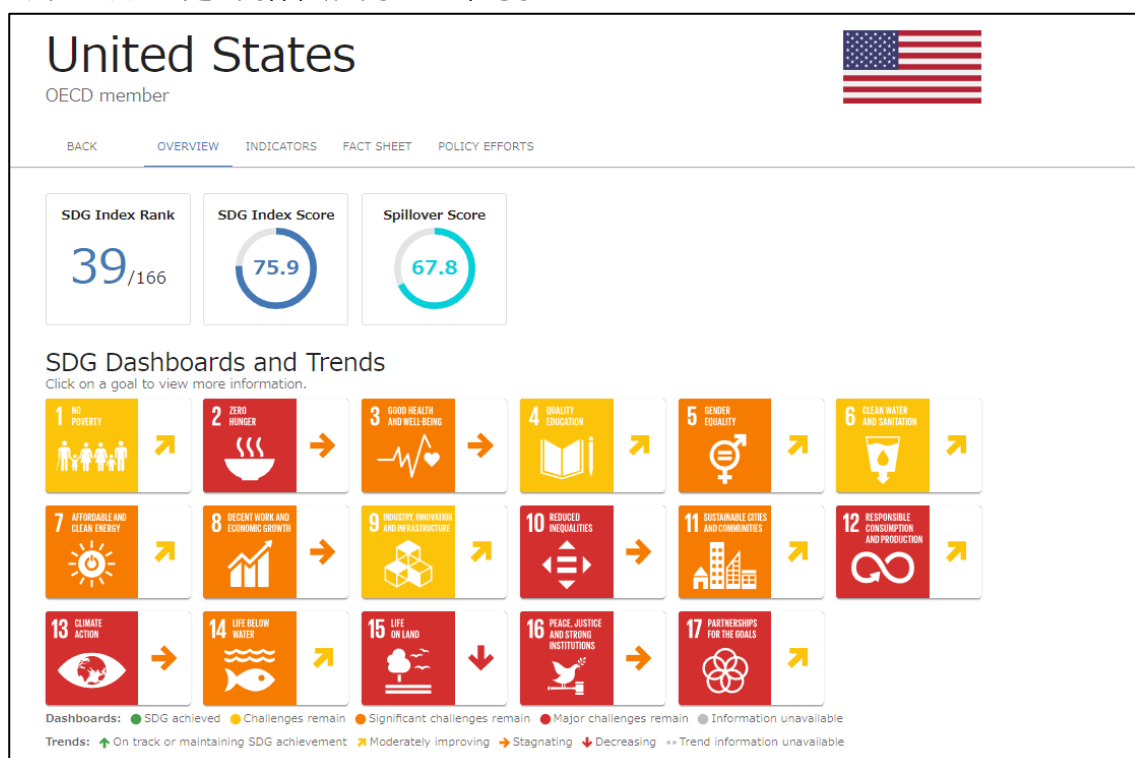 United States
OECD member
BACK OVERVIEW INDICATORS FACT SHEET POLICY EFFORTS
SDG Index Rank
39/166
SDG Index Score
75.9
Spillover Score
67.8
SDG Dashboards and Trends
Click on a goal to view more information.
1 NO
POVERTY
2 ZERO
HUNGER
3 GOOD HEALTH
AND WELL-BEING
4 QUALITY
EDUCATION
5 GENDER
EQUALITY
6 CLEAN WATER
AND SANITATION
7 AFFORDABLE AND
CLEAN ENERGY
8 DECENT WORK AND
ECONOMIC GROWTH
9 INDUSTRY, INNOVATION
AND INFRASTRUCTURE
10 REDUCED
INEQUALITIES
11 SUSTAINABLE CITIES
AND COMMUNITIES
12 RESPONSIBLE
CONSUMPTION
AND PRODUCTION
13 CLIMATE
ACTION
14 LIFE BELOW
WATER
15 LIFE
ON LAND
16 PEACE, JUSTICE
AND STRONG
INSTITUTIONS
17 PARTNERSHIPS
FOR THE GOALS
Dashboards: SDG achieved Challenges remain Significant challenges remain Major challenges remain Information unavailable
Trends: On track or maintaining SDG achievement Moderately improving Stagnating Decreasing Trend information unavailable